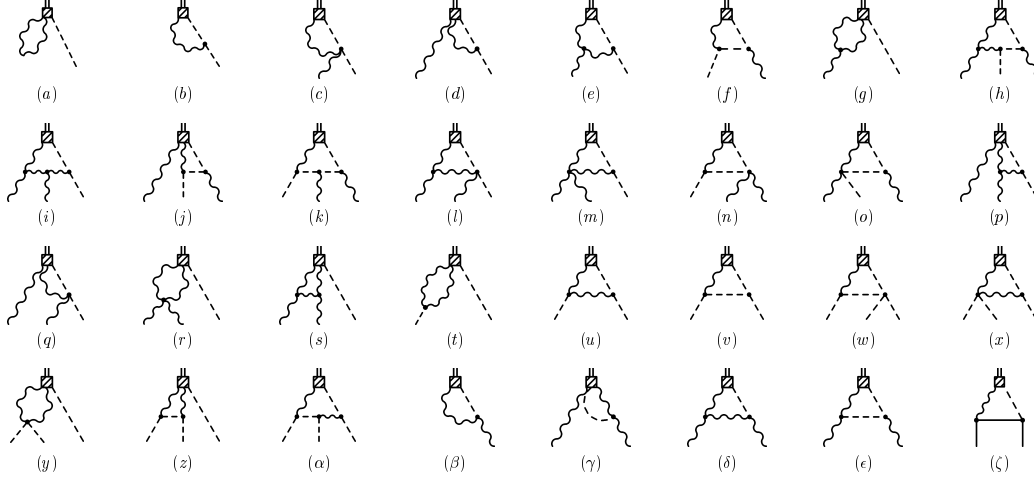 (a) (b) (c) (d) (e) (f) (g) (h)
(i) (j) (k) (l) (m) (n) (o) (p)
(q) (r) (s) (t) (u) (v) (w) (x)
(y) (z) (α) (β) (γ) (δ) (ϵ) (ζ)